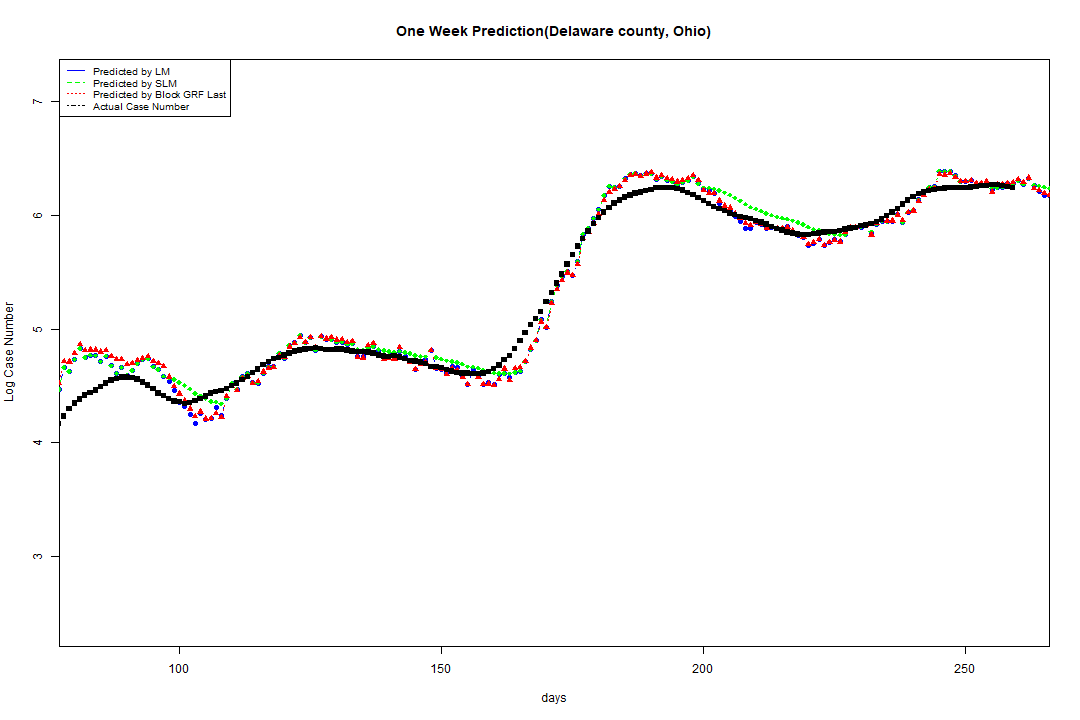 One Week Prediction(Delaware county, Ohio)
Predicted by LM
Predicted by SLM
Predicted by Block GRF Last
Actual Case Number
7
6
5
4
3
Log Case Number
100 150 200 250
days